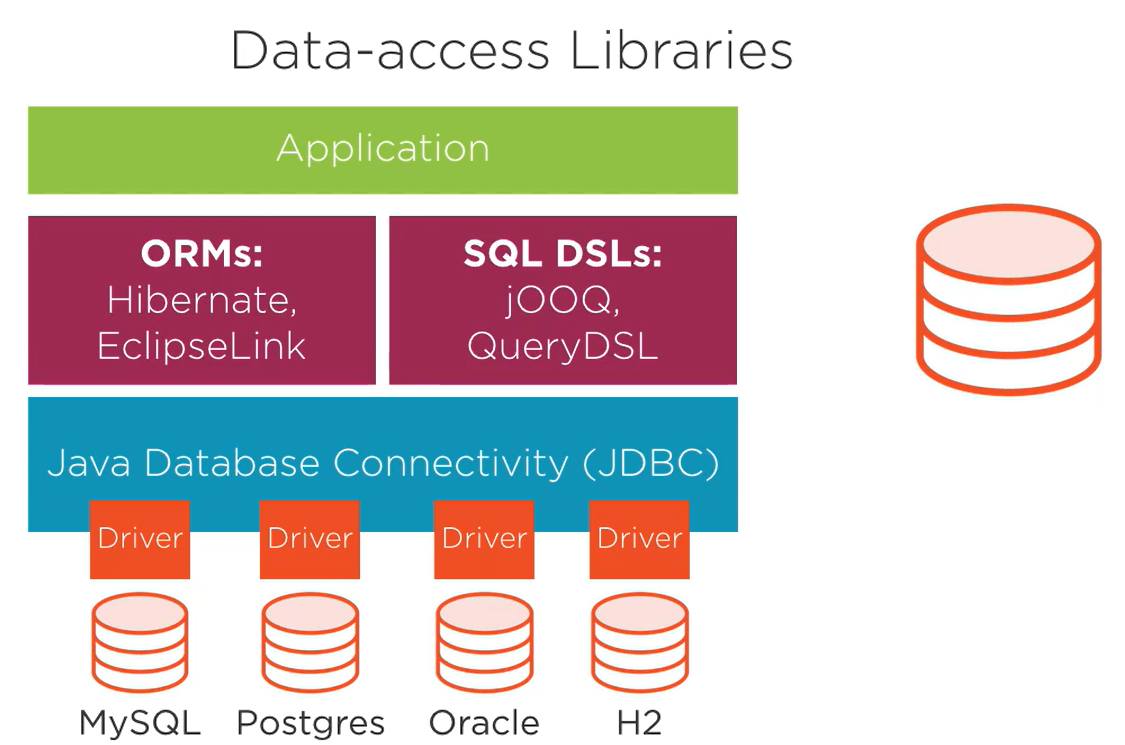 Data-access Libraries
Application
ORMs:
Hibernate,
EclipseLink
SQL DSLs:
jOOQ,
QueryDSL
Java Database Connectivity (JDBC)
Driver Driver Driver Driver
MySQL Postgres Oracle H2